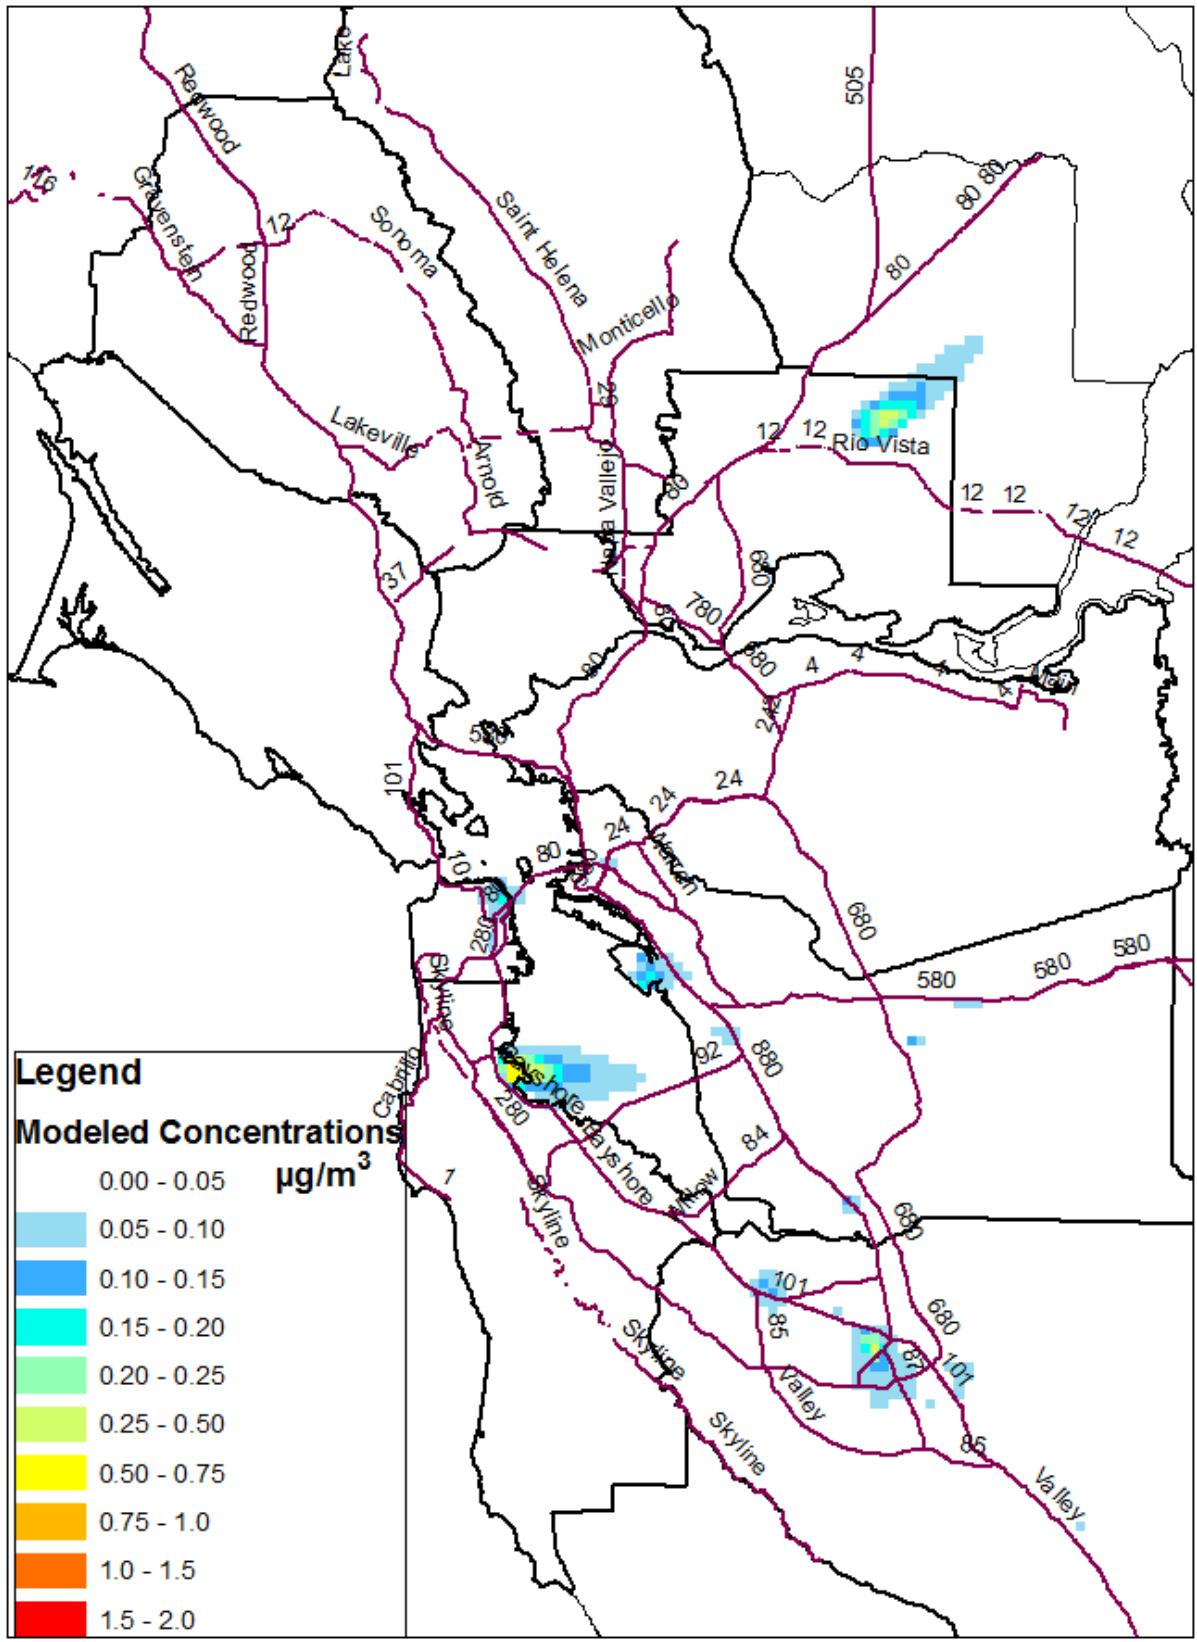 Lake
Redwood
505
116
Gravenstein
80
80
Saint Helena
Sonoma
12
Redwood
80
Monticello
29
Lakeville
12
12
Rio Vista
Arnold
80
12
12
12
12
37
680
780
80
680
4
4
4
4
Main
242
580
101
24
24
24
Warren
80
10
80
680
280
580
580
580
Skyline
92
880
Bayshore
280
Cabrillo
84
Bayshore
Willow
1
Skyline
680
101
85
680
87
101
Skyline
Valley
Skyline
85
Valley
Legend
Modeled Concentrations
µg/m³
0.00 - 0.05
0.05 - 0.10
0.10 - 0.15
0.15 - 0.20
0.20 - 0.25
0.25 - 0.50
0.50 - 0.75
0.75 - 1.0
1.0 - 1.5
1.5 - 2.0